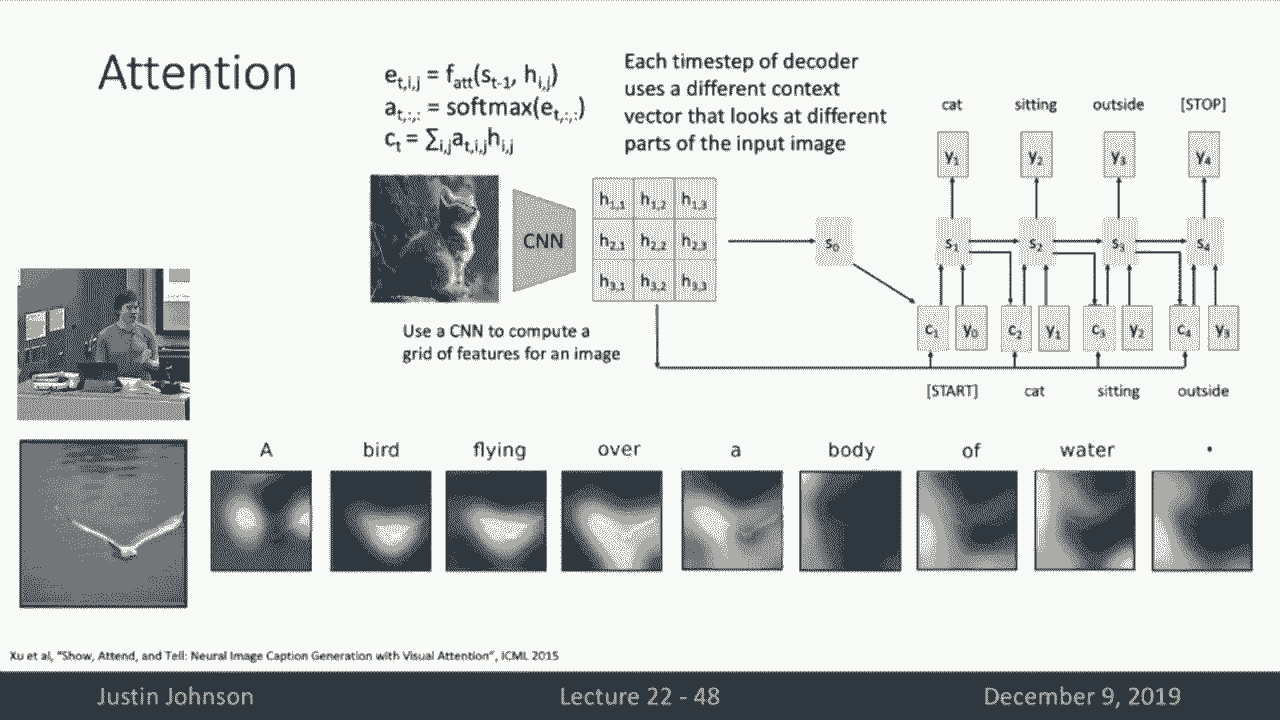 Attention
e_{t,i,j} = f_{att}(s_{t-1}, h_{i,j})
a_{t,:,:} = softmax(e_{t,:,:})
c_t = ∑_{i,j}a_{t,i,j}h_{i,j}
Each timestep of decoder
uses a different context
vector that looks at different
parts of the input image
cat sitting outside [STOP]
y_1 y_2 y_3 y_4
CNN
h_{1,1} h_{1,2} h_{1,3}
h_{2,1} h_{2,2} h_{2,3}
h_{3,1} h_{3,2} h_{3,3}
s_0 s_1 s_2 s_3 s_4
c_1 y_0 c_2 y_1 c_3 y_2 c_4 y_3
Use a CNN to compute a
grid of features for an image
[START] cat sitting outside
A bird flying over a body of water .
Xu et al, "Show, Attend, and Tell: Neural Image Caption Generation with Visual Attention", ICML 2015
Justin Johnson Lecture 22 - 48 December 9, 2019